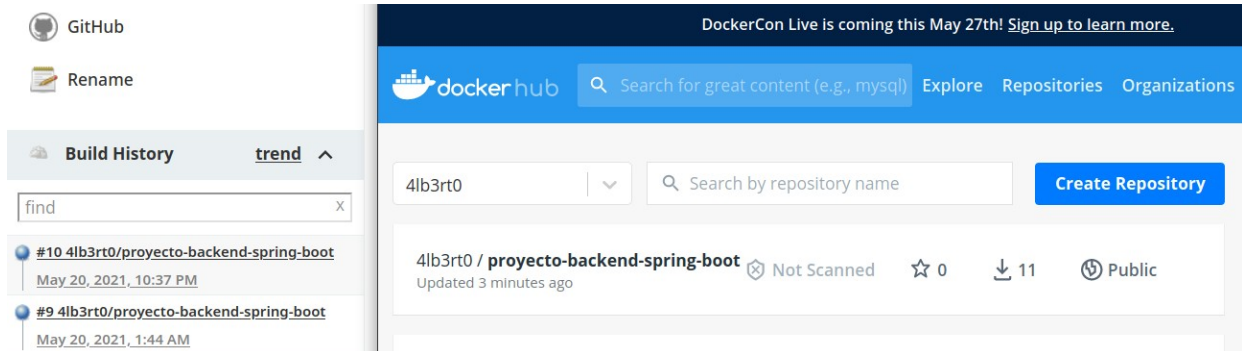 GitHub
Rename
Build History trend
find X
#10 4lb3rt0/proyecto-backend-spring-boot
May 20, 2021, 10:37 PM
#9 4lb3rt0/proyecto-backend-spring-boot
May 20, 2021, 1:44 AM
DockerCon Live is coming this May 27th! Sign up to learn more.
dockerhub Search for great content (e.g., mysql) Explore Repositories Organizations
4lb3rt0 Search by repository name Create Repository
4lb3rt0 / proyecto-backend-spring-boot Not Scanned 0 11 Public
Updated 3 minutes ago